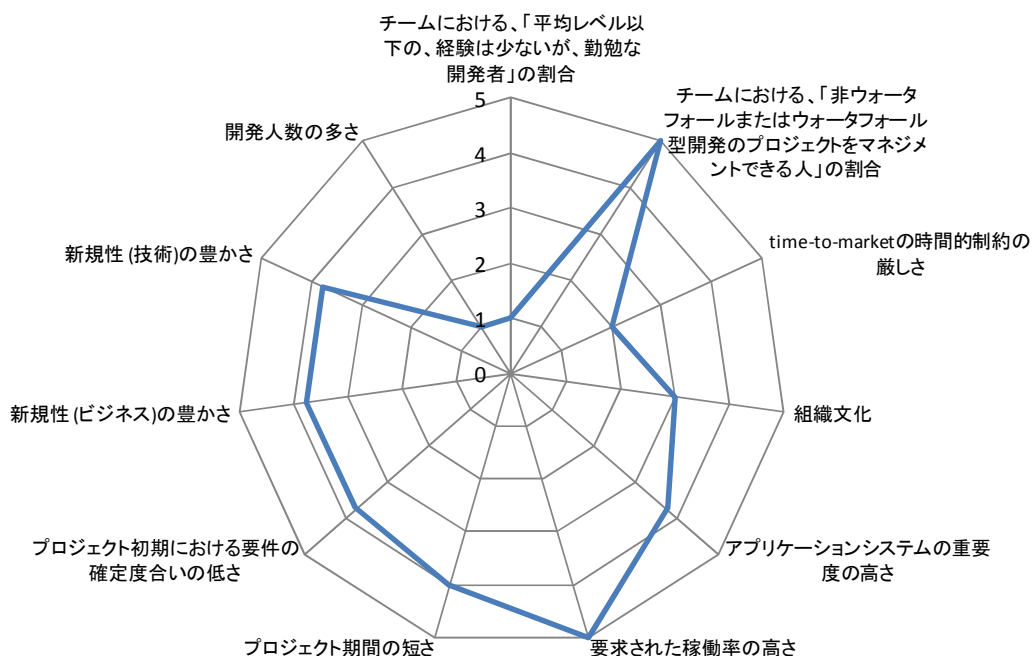 チームにおける、「平均レベル以
下の、経験は少ないが、勤勉な
開発者」の割合
チームにおける、「非ウォータ
フォールまたはウォータフォール
型開発のプロジェクトをマネジメ
ントできる人」の割合
time-to-marketの時間的制約の
厳しさ
組織文化
アプリケーションシステムの重要
度の高さ
要求された稼働率の高さ
プロジェクト期間の短さ
プロジェクト初期における要件の
確定度合いの低さ
新規性 (ビジネス)の豊かさ
新規性 (技術)の豊かさ
開発人数の多さ
5
4
3
2
1
0